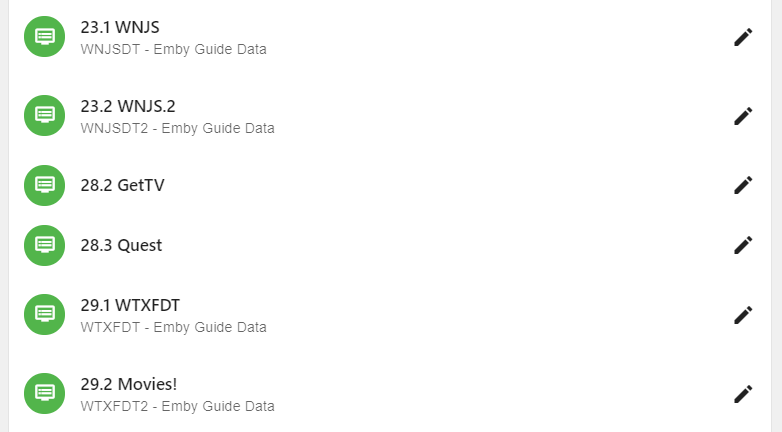 23.1 WNJS
WNJSDT - Emby Guide Data
23.2 WNJS.2
WNJSDT2 - Emby Guide Data
28.2 GetTV
28.3 Quest
29.1 WTXFDT
WTXFDT - Emby Guide Data
29.2 Movies!
WTXFDT2 - Emby Guide Data